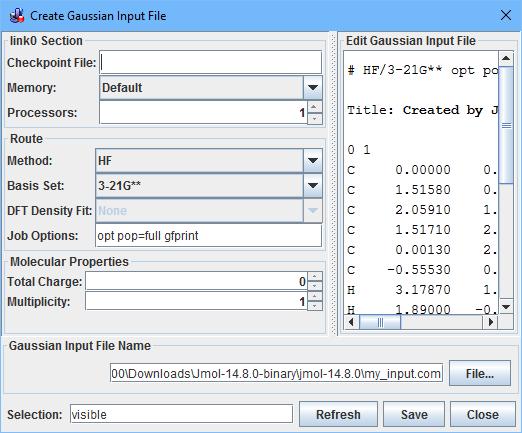 Create Gaussian Input File
link0 Section
Checkpoint File:
Memory: Default
Processors: 1
Route
Method: HF
Basis Set: 3-21G**
DFT Density Fit: None
Job Options: opt pop=full gfprint
Molecular Properties
Total Charge: 0
Multiplicity: 1
Edit Gaussian Input File
# HF/3-21G** opt po
Title: Created by J
0 1
C 0.00000 0.
C 1.51580 0.
C 2.05910 1.
C 1.51710 2.
C 0.00130 2.
C -0.55530 0.
H 3.17870 1.
H 1.89000 -0.
Gaussian Input File Name
00\Downloads\Jmol-14.8.0-binary\jmol-14.8.0\my_input.com File...
Selection: visible Refresh Save Close